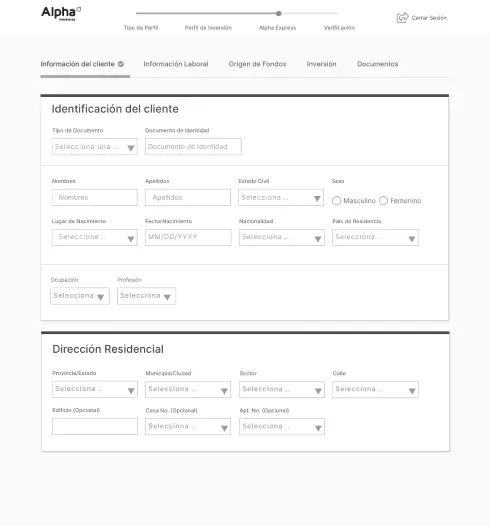 Alpha
Inversiones
Tipo de Perfil Perfil de Inversión Alpha Express Verificación
Cerrar Sesión
Información del cliente Información Laboral Origen de Fondos Inversión Documentos
Identificación del cliente
Tipo de Documento Documento de Identidad
Selecciona una ... Documento de Identidad
Nombres Apellidos Estado Civil Sexo
Nombres Apellidos Selecciona .. Masculino Femenino
Lugar de Nacimiento Fecha Nacimiento Nacionalidad País de Residencia
Selecciona .. MM/DD/YYYY Selecciona .. Selecciona ..
Ocupación Profesión
Selecciona Selecciona
Dirección Residencial
Provincia/Estado Municipio/Ciudad Sector Calle
Selecciona .. Selecciona .. Selecciona .. Selecciona ..
Edificio (Opcional) Casa No. (Opcional) Apt. No. (Opcional)
Selecciona .. Selecciona ..